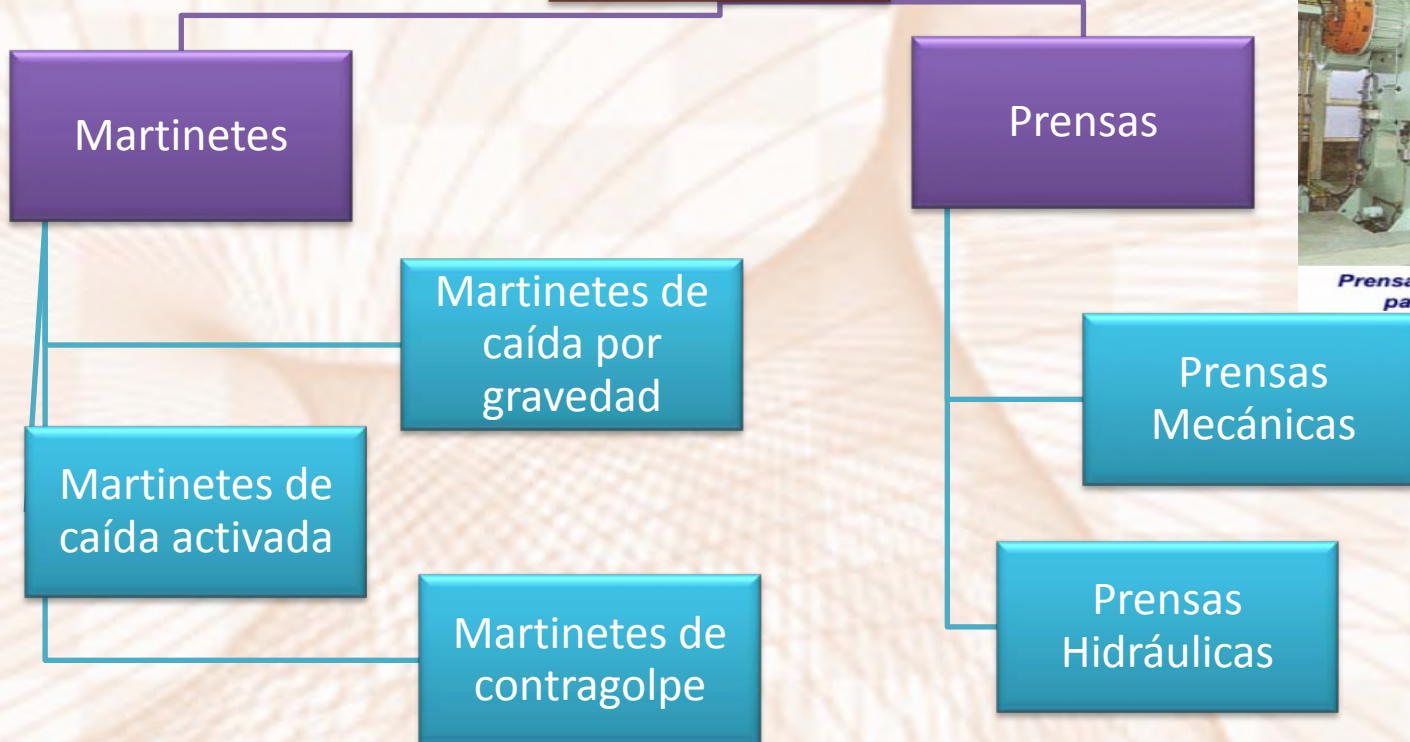 Martinetes
Prensas
Martinetes de
caída por
gravedad
Prensas
Mecánicas
Martinetes de
caída activada
Prensas
Hidráulicas
Martinetes de
contragolpe